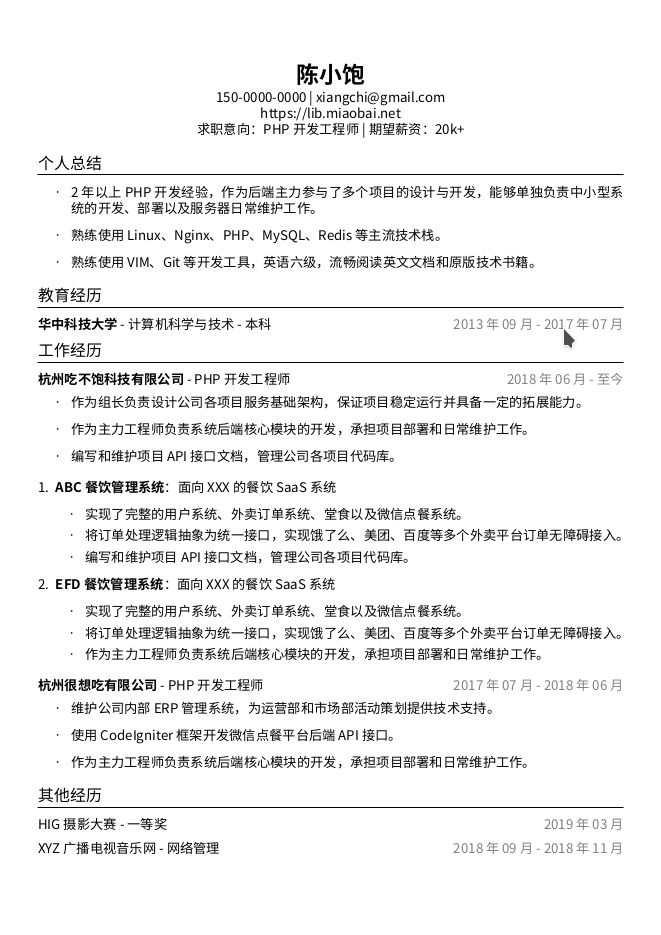 陈小饱
150-0000-0000 | xiangchi@gmail.com
https://lib.miaobai.net
求职意向：PHP 开发工程师 | 期望薪资：20k+
个人总结
· 2 年以上 PHP 开发经验，作为后端主力参与了多个项目的设计与开发，能够单独负责中小型系
统的开发、部署以及服务器日常维护工作。
· 熟练使用 Linux、Nginx、PHP、MySQL、Redis 等主流技术栈。
· 熟练使用 VIM、Git 等开发工具，英语六级，流畅阅读英文文档和原版技术书籍。
教育经历
华中科技大学 - 计算机科学与技术 - 本科 2013 年 09 月 - 2017 年 07 月
工作经历
杭州吃不饱科技有限公司 - PHP 开发工程师 2018 年 06 月 - 至今
· 作为组长负责设计公司各项目服务基础架构，保证项目稳定运行并具备一定的拓展能力。
· 作为主力工程师负责系统后端核心模块的开发，承担项目部署和日常维护工作。
· 编写和维护项目 API 接口文档，管理公司各项目代码库。
1. ABC 餐饮管理系统：面向 XXX 的餐饮 SaaS 系统
· 实现了完整的用户系统、外卖订单系统、堂食以及微信点餐系统。
· 将订单处理逻辑抽象为统一接口，实现饿了么、美团、百度等多个外卖平台订单无障碍接入。
· 编写和维护项目 API 接口文档，管理公司各项目代码库。
2. EFD 餐饮管理系统：面向 XXX 的餐饮 SaaS 系统
· 实现了完整的用户系统、外卖订单系统、堂食以及微信点餐系统。
· 将订单处理逻辑抽象为统一接口，实现饿了么、美团、百度等多个外卖平台订单无障碍接入。
· 作为主力工程师负责系统后端核心模块的开发，承担项目部署和日常维护工作。
杭州很想吃有限公司 - PHP 开发工程师 2017 年 07 月 - 2018 年 06 月
· 维护公司内部 ERP 管理系统，为运营部和市场部活动策划提供技术支持。
· 使用 CodeIgniter 框架开发微信点餐平台后端 API 接口。
· 作为主力工程师负责系统后端核心模块的开发，承担项目部署和日常维护工作。
其他经历
HIG 摄影大赛 - 一等奖 2019 年 03 月
XYZ 广播电视音乐网 - 网络管理 2018 年 09 月 - 2018 年 11 月